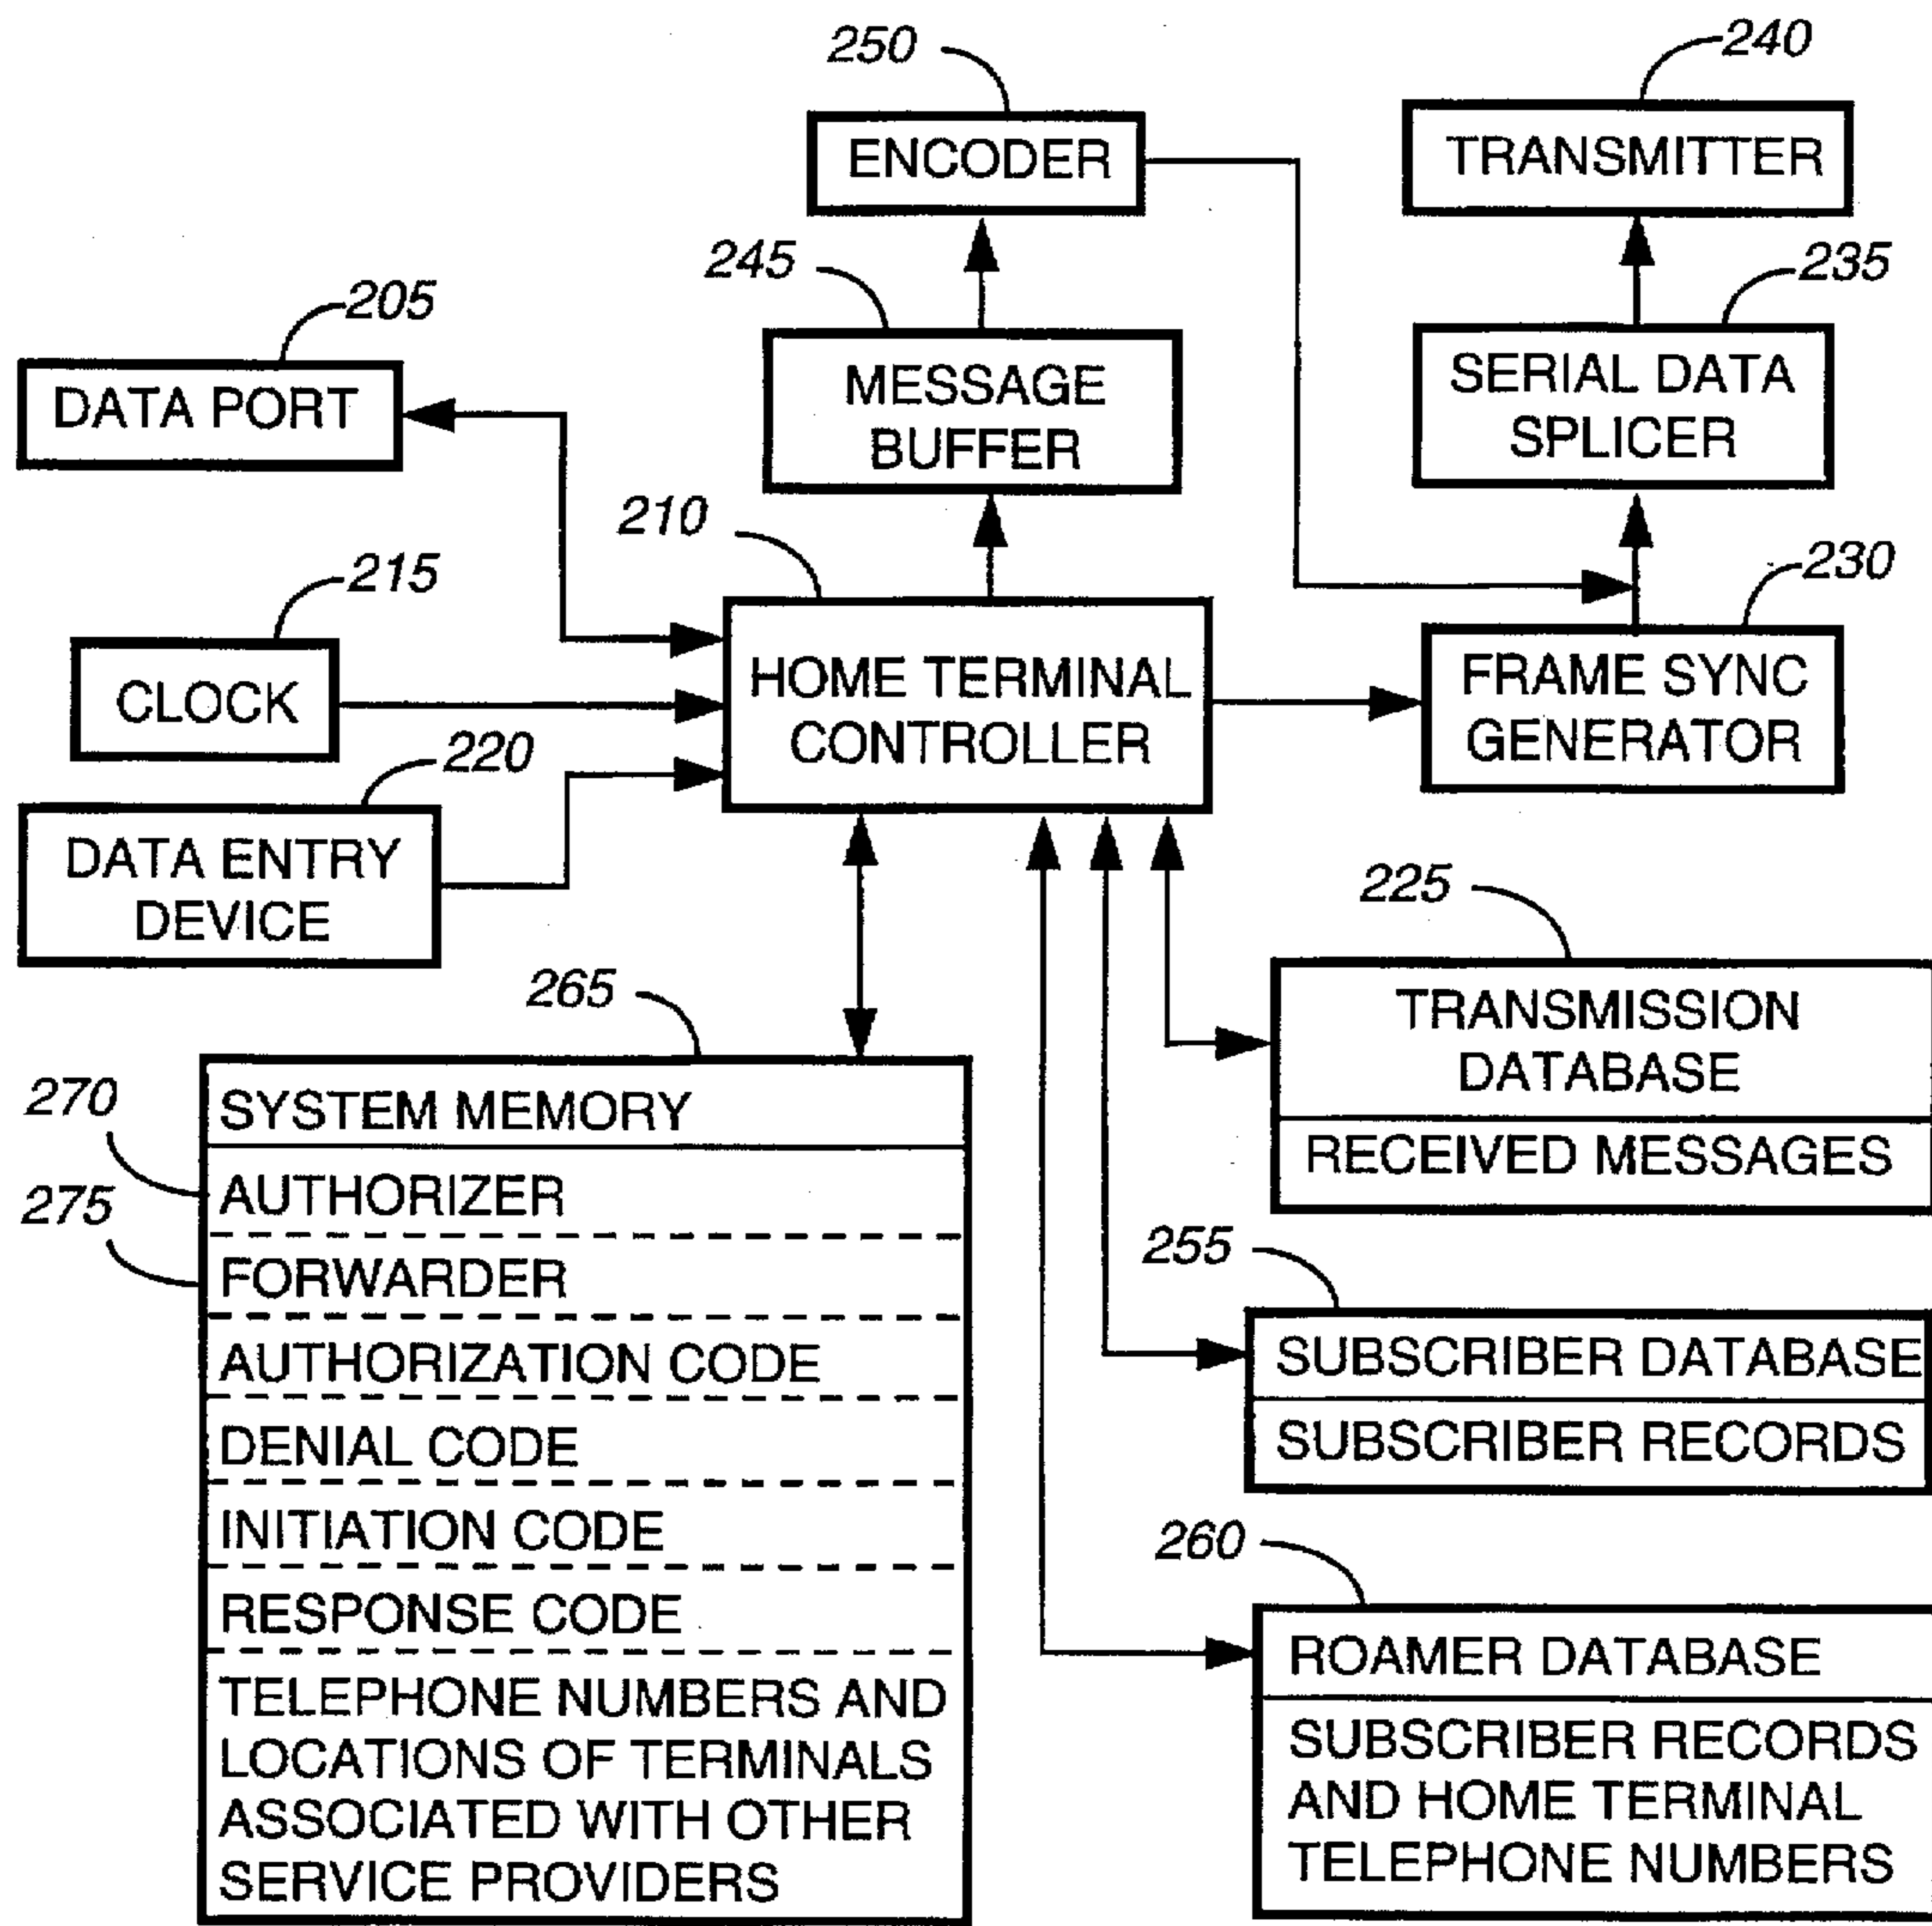 250
240
ENCODER
TRANSMITTER
245
235
205
DATA PORT
MESSAGE
BUFFER
SERIAL DATA
SPLICER
210
215
230
CLOCK
HOME TERMINAL
CONTROLLER
FRAME SYNC
GENERATOR
220
DATA ENTRY
DEVICE
225
265
TRANSMISSION
DATABASE
RECEIVED MESSAGES
270
SYSTEM MEMORY
AUTHORIZER
275
FORWARDER
AUTHORIZATION CODE
DENIAL CODE
INITIATION CODE
RESPONSE CODE
TELEPHONE NUMBERS AND
LOCATIONS OF TERMINALS
ASSOCIATED WITH OTHER
SERVICE PROVIDERS
255
SUBSCRIBER DATABASE
SUBSCRIBER RECORDS
260
ROAMER DATABASE
SUBSCRIBER RECORDS
AND HOME TERMINAL
TELEPHONE NUMBERS